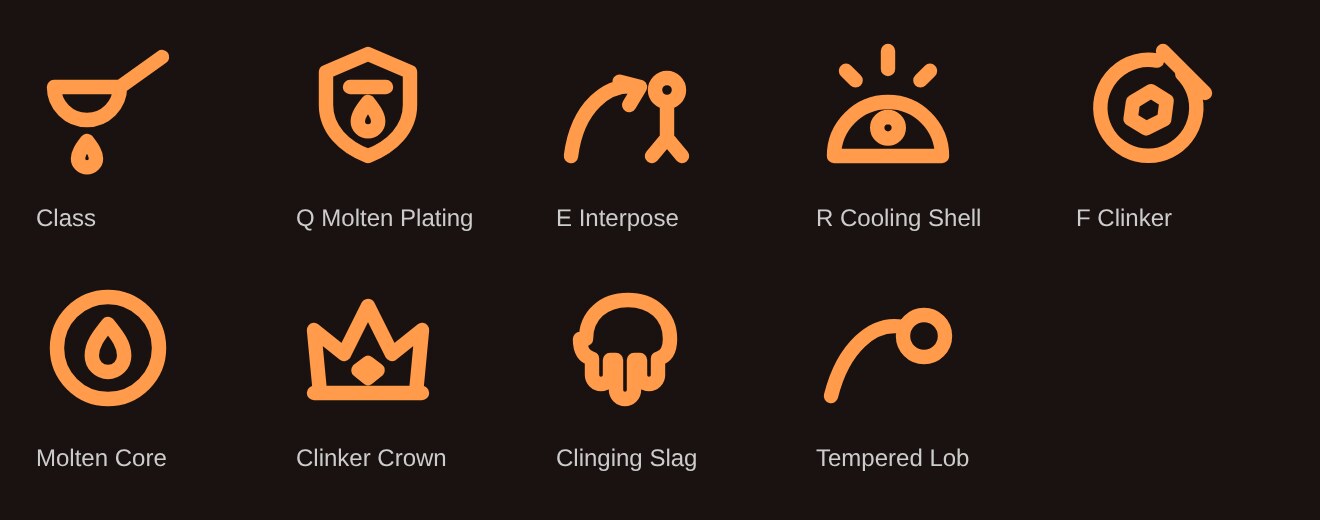 Class
Q Molten Plating
E Interpose
R Cooling Shell
F Clinker
Molten Core
Clinker Crown
Clinging Slag
Tempered Lob